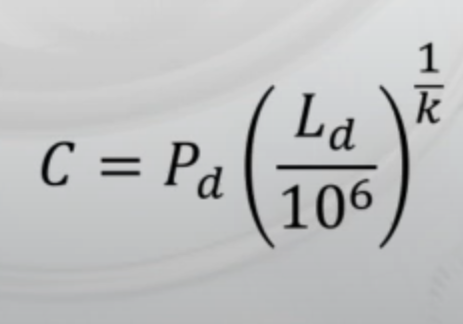 C = P_d (L_d / 10^6)^(1/k)